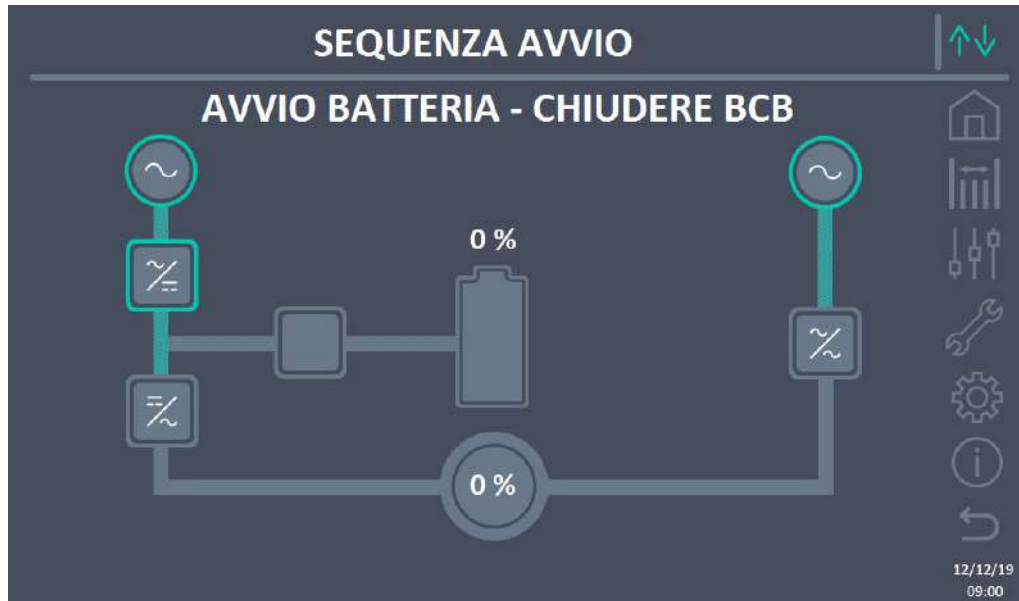 SEQUENZA AVVIO
AVVIO BATTERIA - CHIUDERE BCB
0 %
0 %
12/12/19
09:00